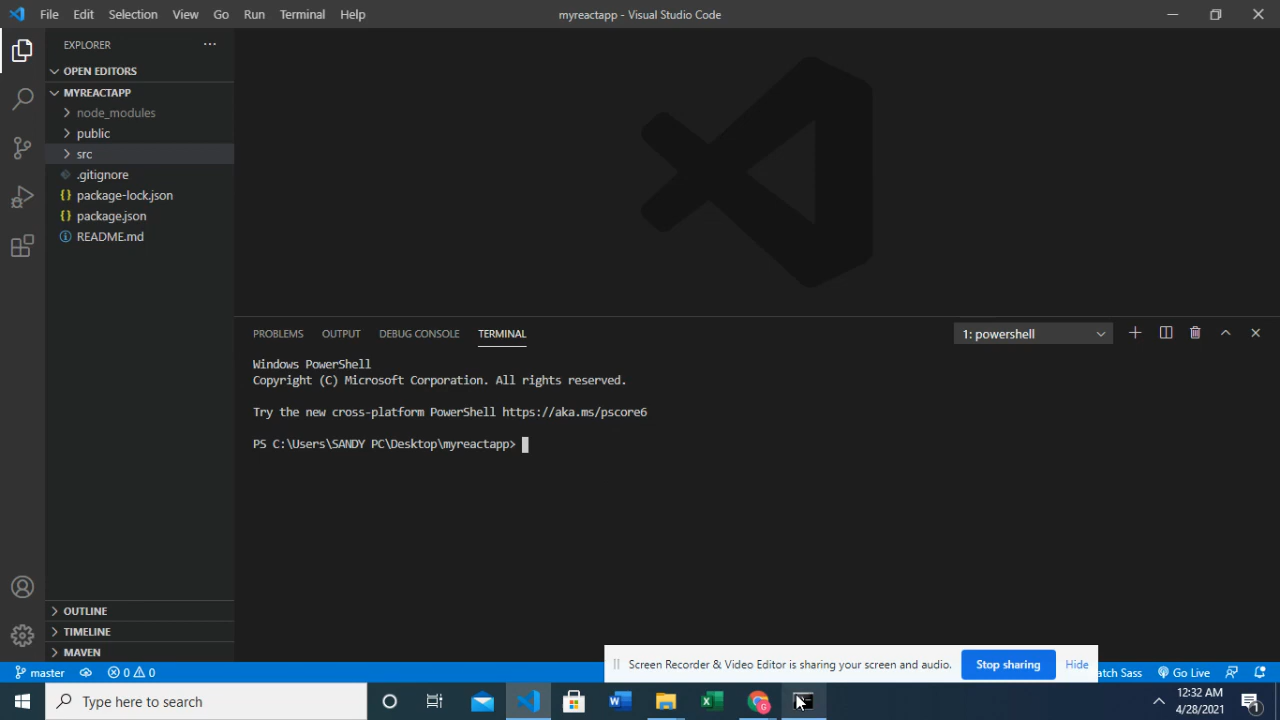 File Edit Selection View Go Run Terminal Help
myreactapp - Visual Studio Code
EXPLORER
OPEN EDITORS
MYREACTAPP
node_modules
public
src
.gitignore
package-lock.json
package.json
README.md
OUTLINE
TIMELINE
MAVEN
PROBLEMS OUTPUT DEBUG CONSOLE TERMINAL
1: powershell
Windows PowerShell
Copyright (C) Microsoft Corporation. All rights reserved.
Try the new cross-platform PowerShell https://aka.ms/pscore6
PS C:\Users\SANDY PC\Desktop\myreactapp>
Screen Recorder & Video Editor is sharing your screen and audio. Stop sharing Hide
master 0 0 atch Sass Go Live
Type here to search
12:32 AM
4/28/2021
1